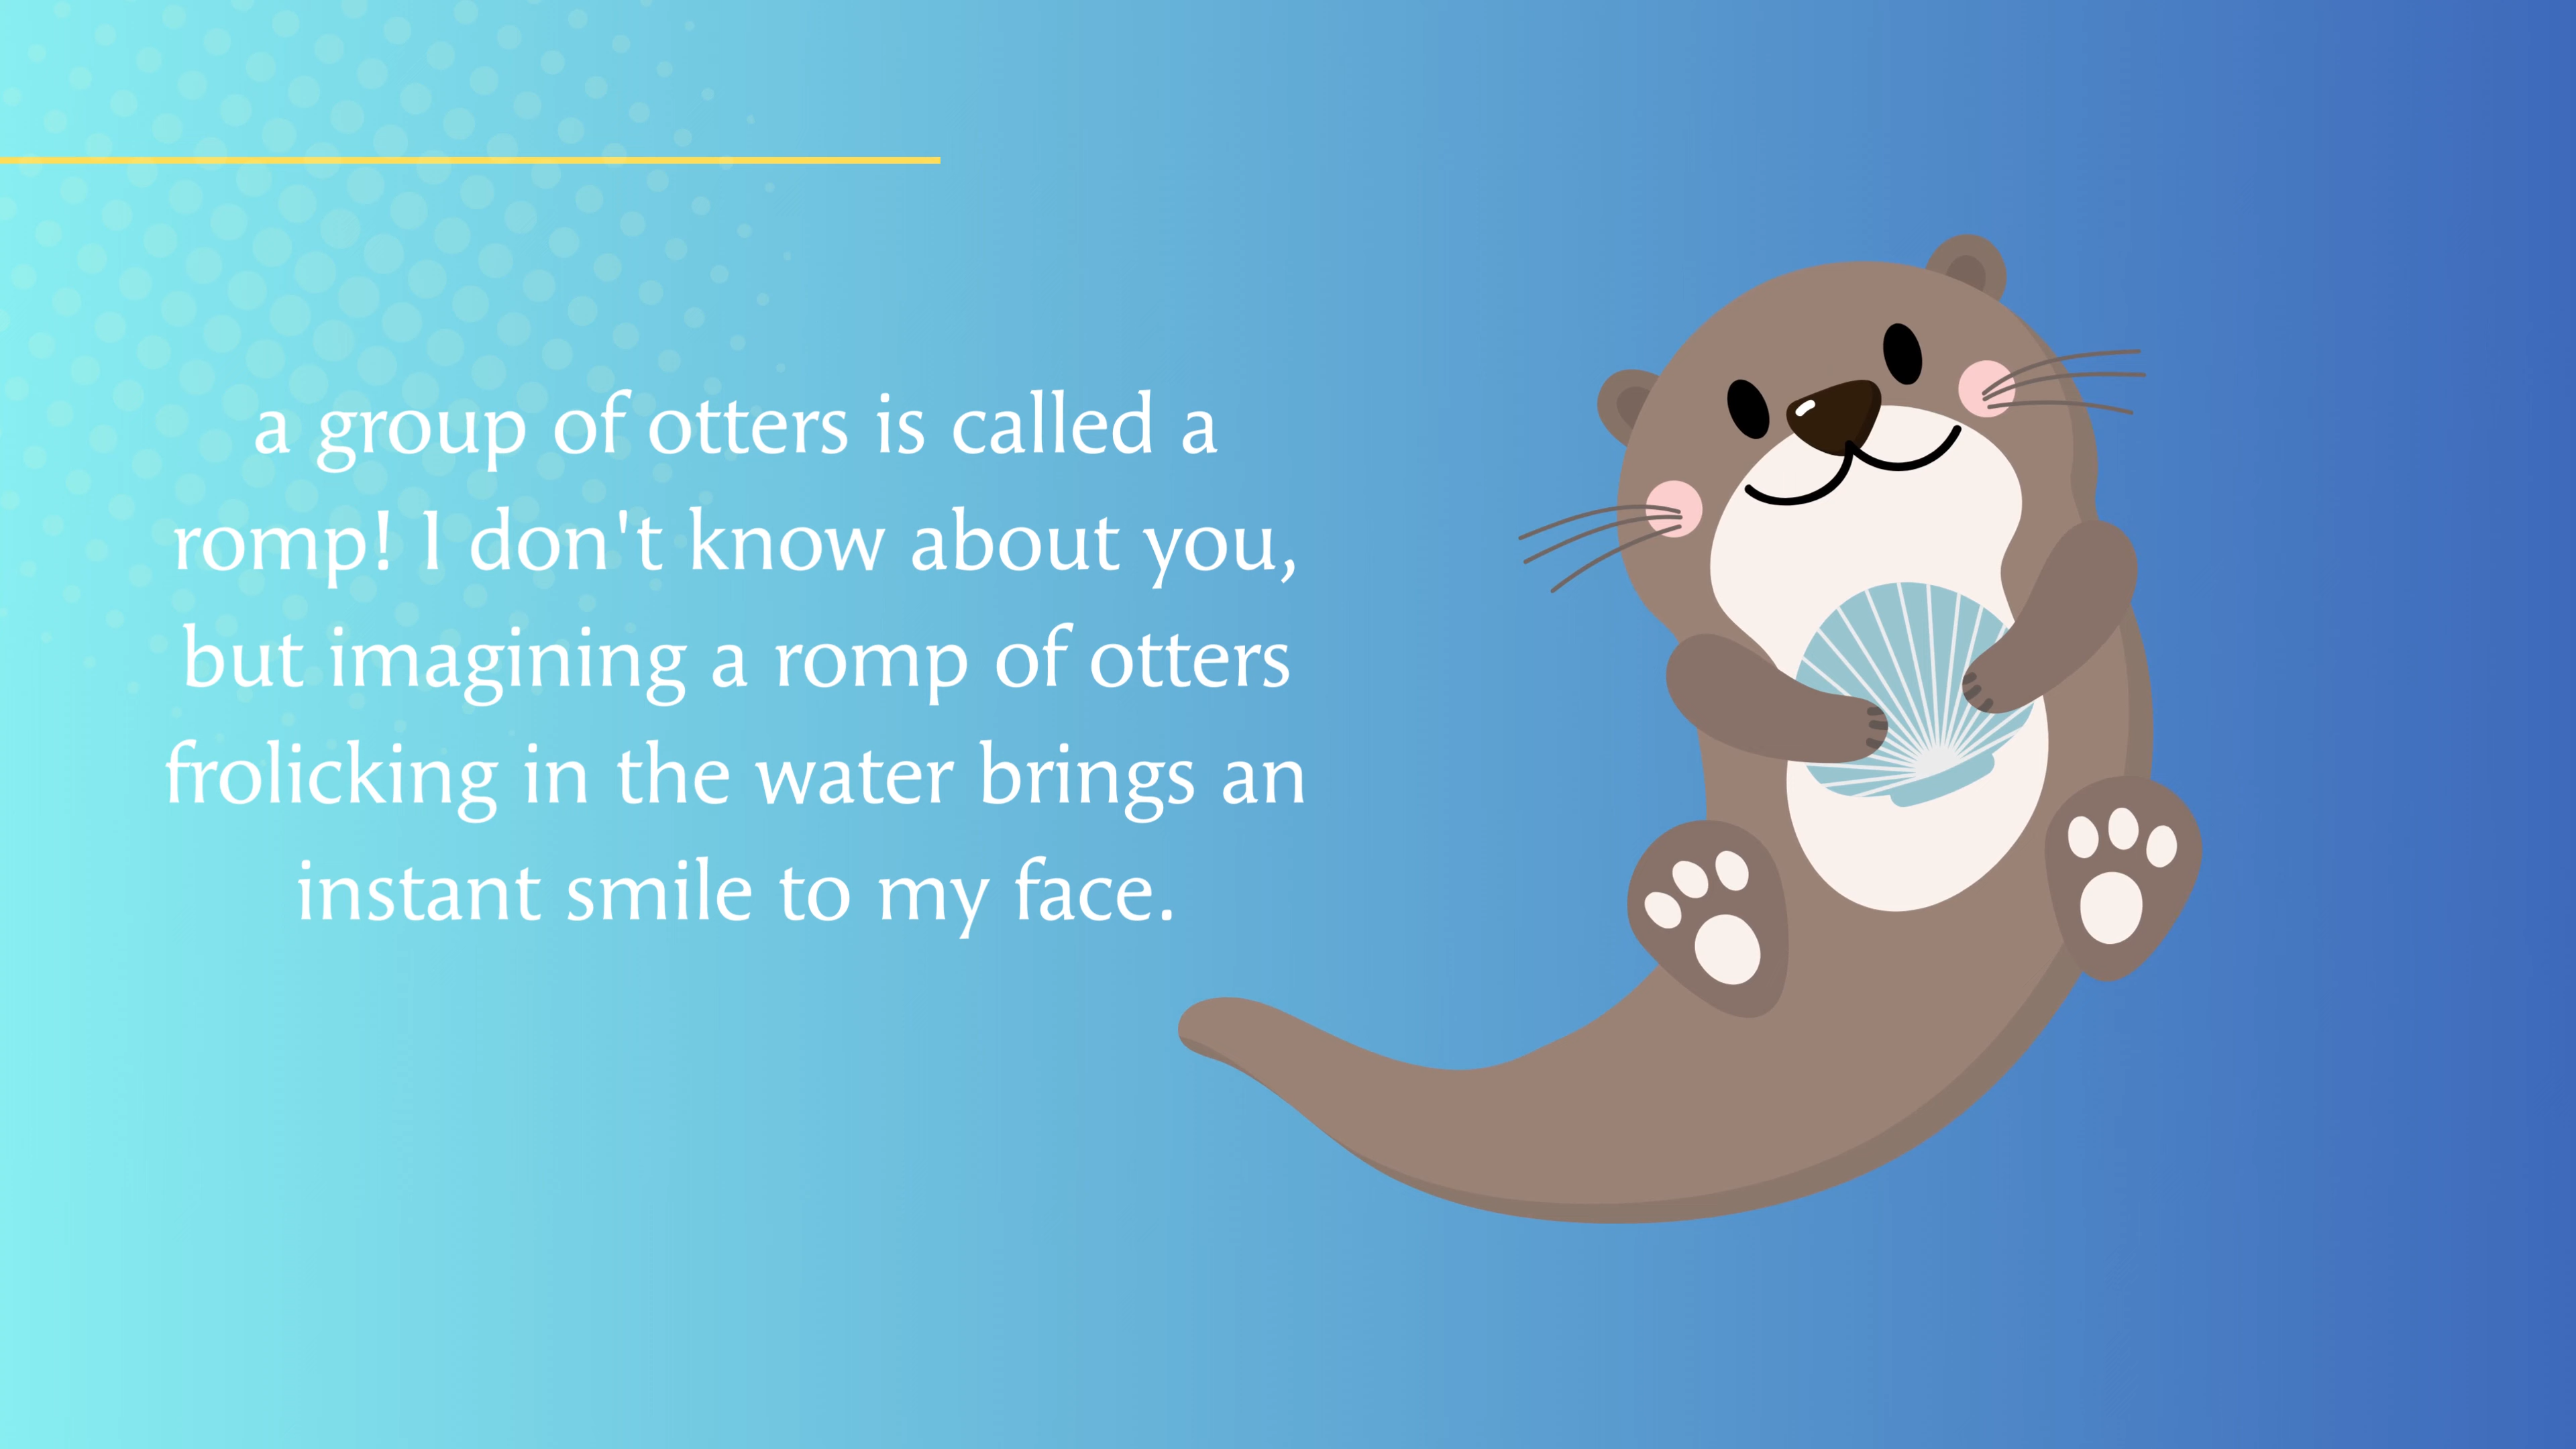 a group of otters is called a
romp! I don't know about you,
but imagining a romp of otters
frolicking in the water brings an
instant smile to my face.